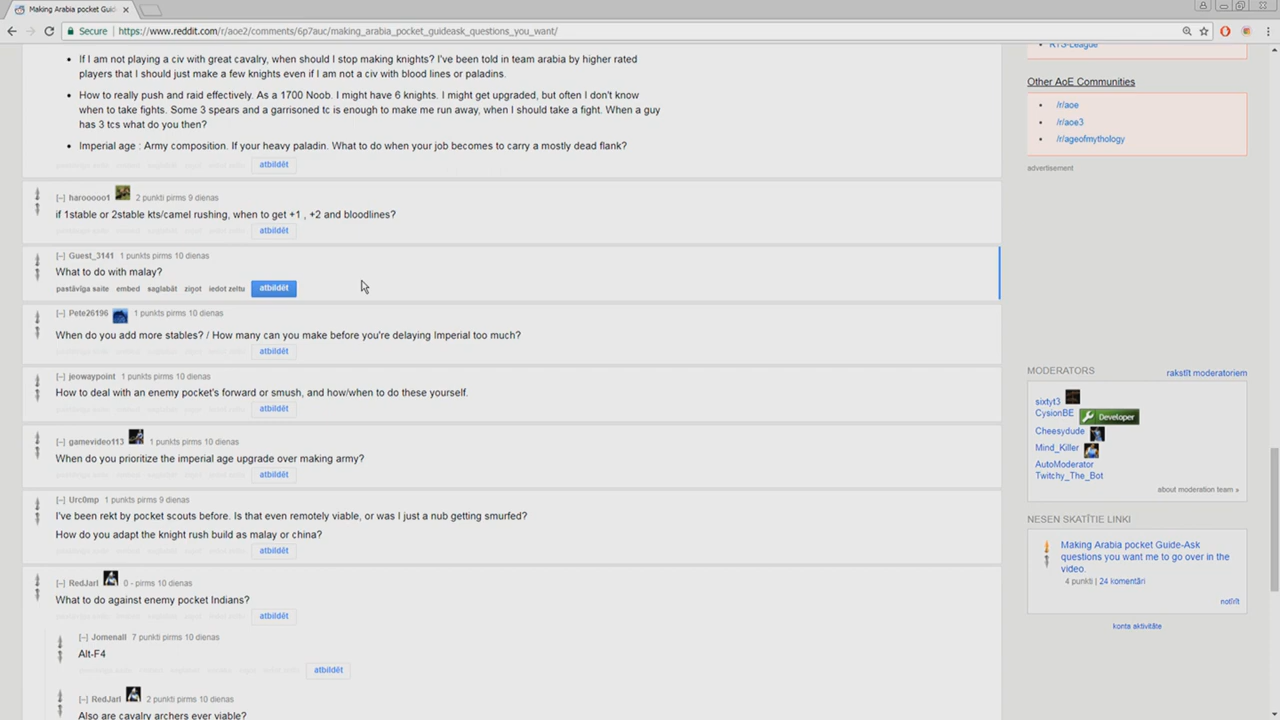 Making Arabia pocket Guid
Secure
https://www.reddit.com/r/aoe2/comments/6p7auc/making_arabia_pocket_guideask_questions_you_want/
If I am not playing a civ with great cavalry, when should I stop making knights? I've been told in team arabia by higher rated
players that I should just make a few knights even if I am not a civ with blood lines or paladins.
How to really push and raid effectively. As a 1700 Noob. I might have 6 knights. I might get upgraded, but often I don't know
when to take fights. Some 3 spears and a garrisoned tc is enough to make me run away, when I should take a fight. When a guy
has 3 tcs what do you then?
Imperial age : Army composition. If your heavy paladin. What to do when your job becomes to carry a mostly dead flank?
atbildēt
[–] harooooo1 2 punkti pirms 9 dienas
if 1stable or 2stable kts/camel rushing, when to get +1 , +2 and bloodlines?
atbildēt
[–] Guest_3141 1 punkts pirms 10 dienas
What to do with malay?
pastāvīga saite embed saglabāt ziņot iedot zeltu atbildēt
[–] Pete26196 1 punkts pirms 10 dienas
When do you add more stables? / How many can you make before you're delaying Imperial too much?
atbildēt
[–] jeowaypoint 1 punkts pirms 10 dienas
How to deal with an enemy pocket's forward or smush, and how/when to do these yourself.
atbildēt
[–] gamevideo113 1 punkts pirms 10 dienas
When do you prioritize the imperial age upgrade over making army?
atbildēt
[–] Urc0mp 1 punkts pirms 9 dienas
I've been rekt by pocket scouts before. Is that even remotely viable, or was I just a nub getting smurfed?
How do you adapt the knight rush build as malay or china?
atbildēt
[–] RedJarl 0 - pirms 10 dienas
What to do against enemy pocket Indians?
atbildēt
[–] Jomenall 7 punkti pirms 10 dienas
Alt-F4
atbildēt
[–] RedJarl 2 punkti pirms 10 dienas
Also are cavalry archers ever viable?
RTS-League
Other AoE Communities
/r/aoe
/r/aoe3
/r/ageofmythology
advertisement
MODERATORS
rakstīt moderatoriem
sixtyt3
CysionBE Developer
Cheesydude
Mind_Killer
AutoModerator
Twitchy_The_Bot
about moderation team »
NESEN SKATĪTIE LINKI
Making Arabia pocket Guide-Ask
questions you want me to go over in the
video.
4 punkti | 24 komentāri
notīrīt
konta aktivitāte